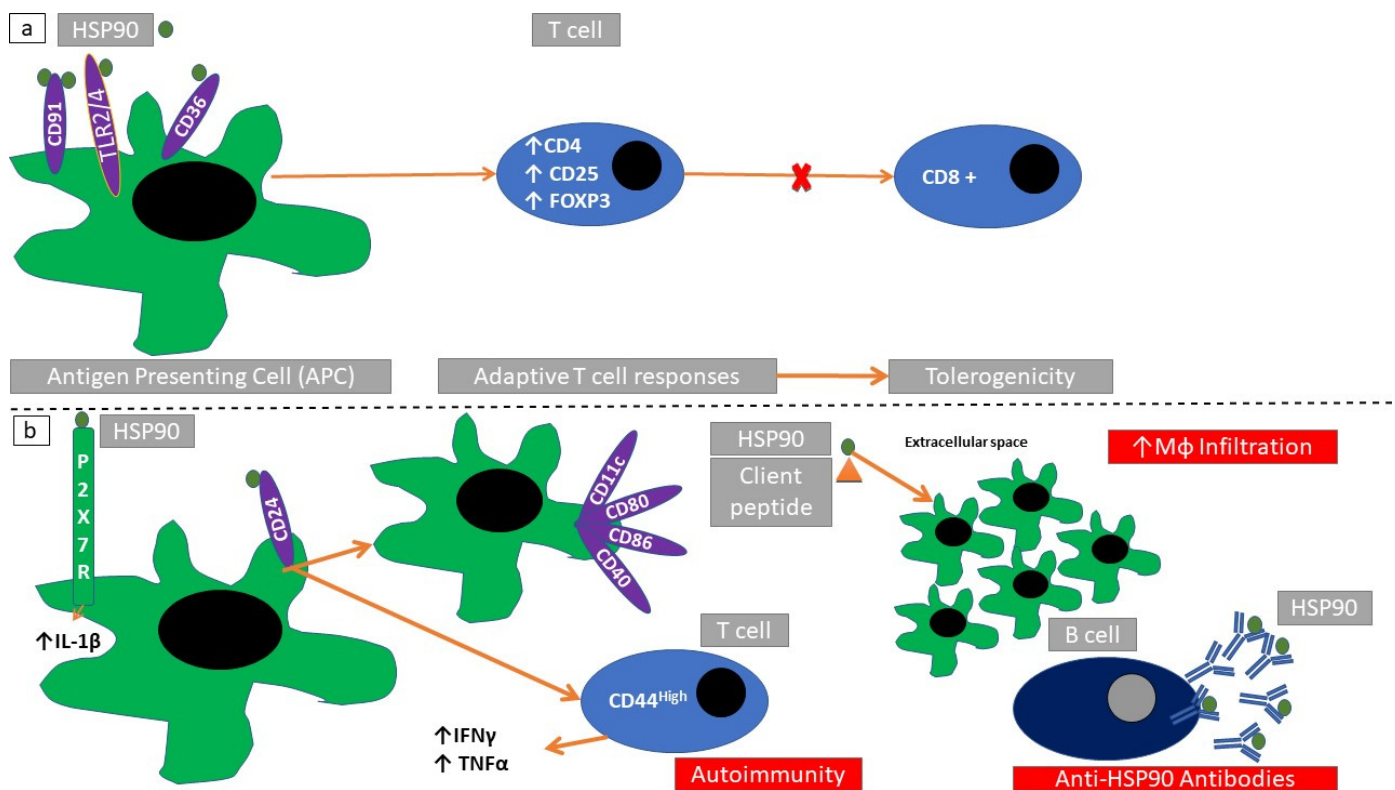 a
HSP90
T cell
CD91
TLR2/4
CD36
↑CD4
↑ CD25
↑ FOXP3
CD8 +
Antigen Presenting Cell (APC)
Adaptive T cell responses
Tolerogenicity
b
HSP90
P
2
X
7
R
↑IL-1β
CD24
CD11c
CD80
CD86
CD40
T cell
CD44High
↑IFNγ
↑ TNFα
Autoimmunity
HSP90
Client
peptide
Extracellular space
↑Mϕ Infiltration
B cell
HSP90
Anti-HSP90 Antibodies